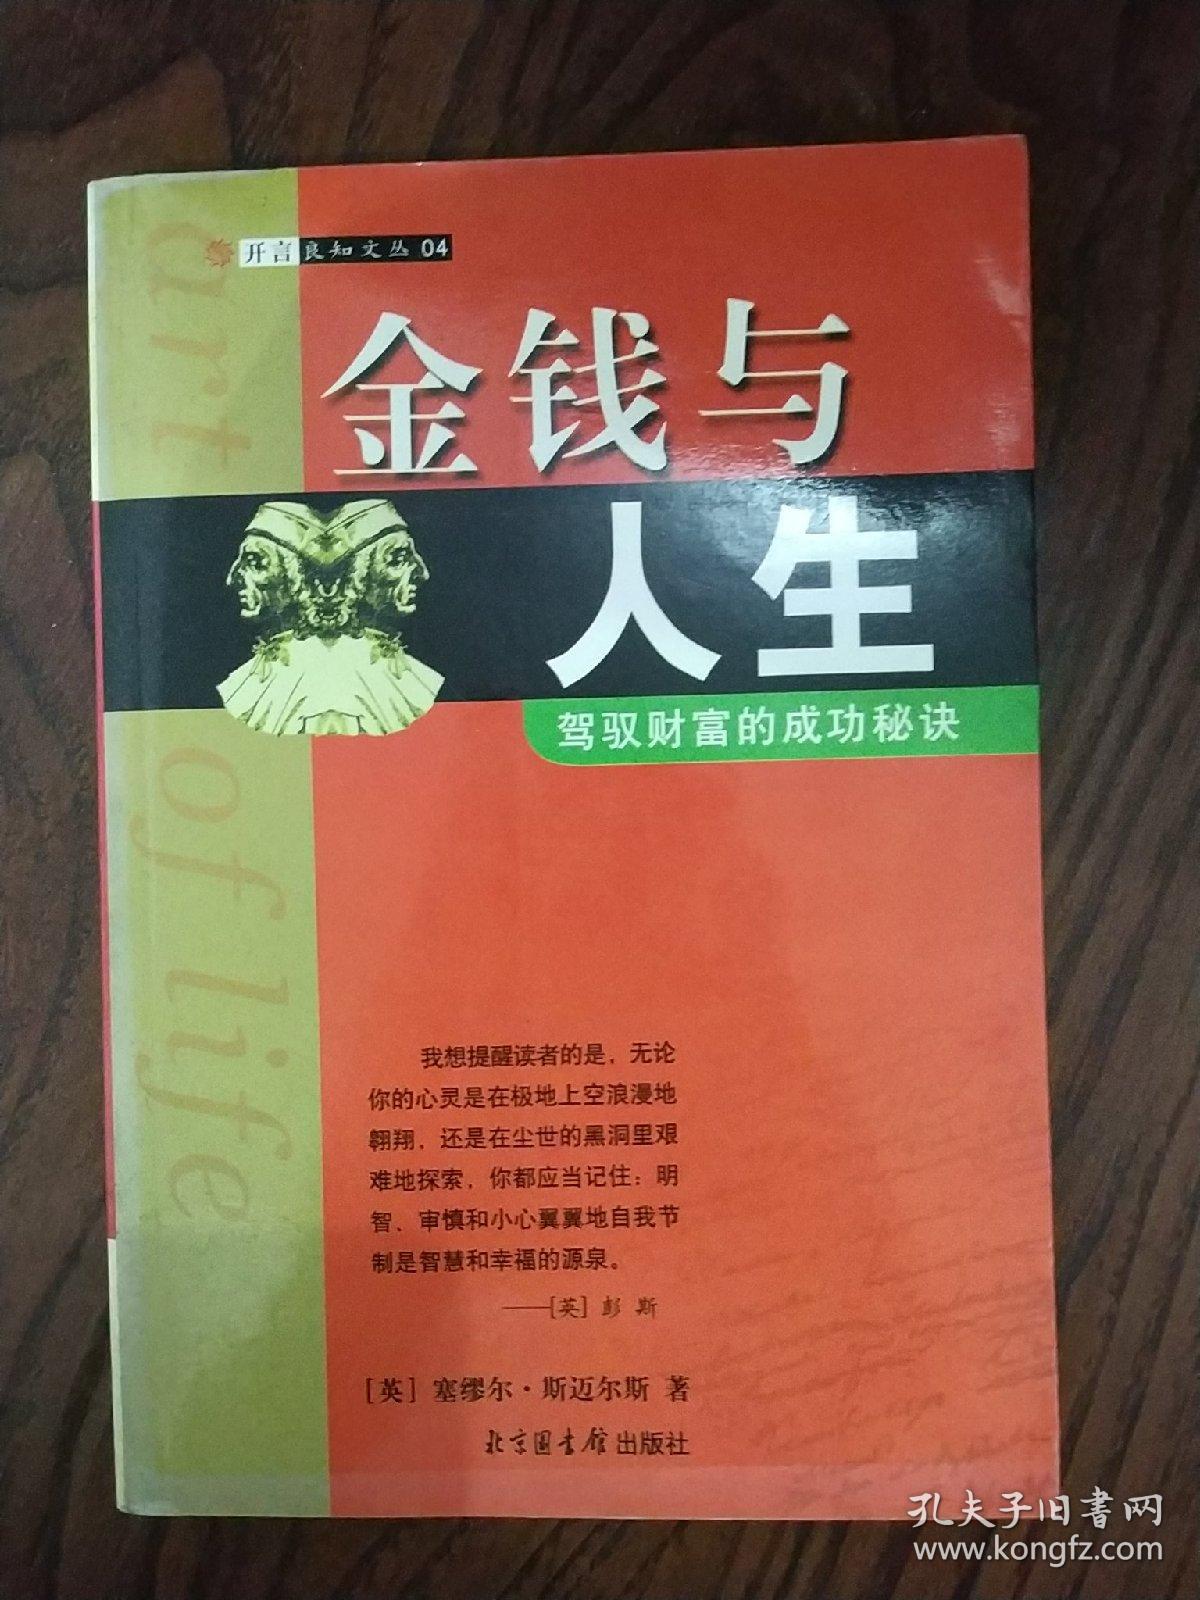 开言良知文丛 04
金钱与
人生
驾驭财富的成功秘诀
art of life
我想提醒读者的是，无论
你的心灵是在极地上空浪漫地
翱翔，还是在尘世的黑洞里艰
难地探索，你都应当记住：明
智、审慎和小心翼翼地自我节
制是智慧和幸福的源泉。
——[英] 彭斯
[英] 塞缪尔·斯迈尔斯 著
北京图书馆出版社
孔夫子旧书网
www.kongfz.com